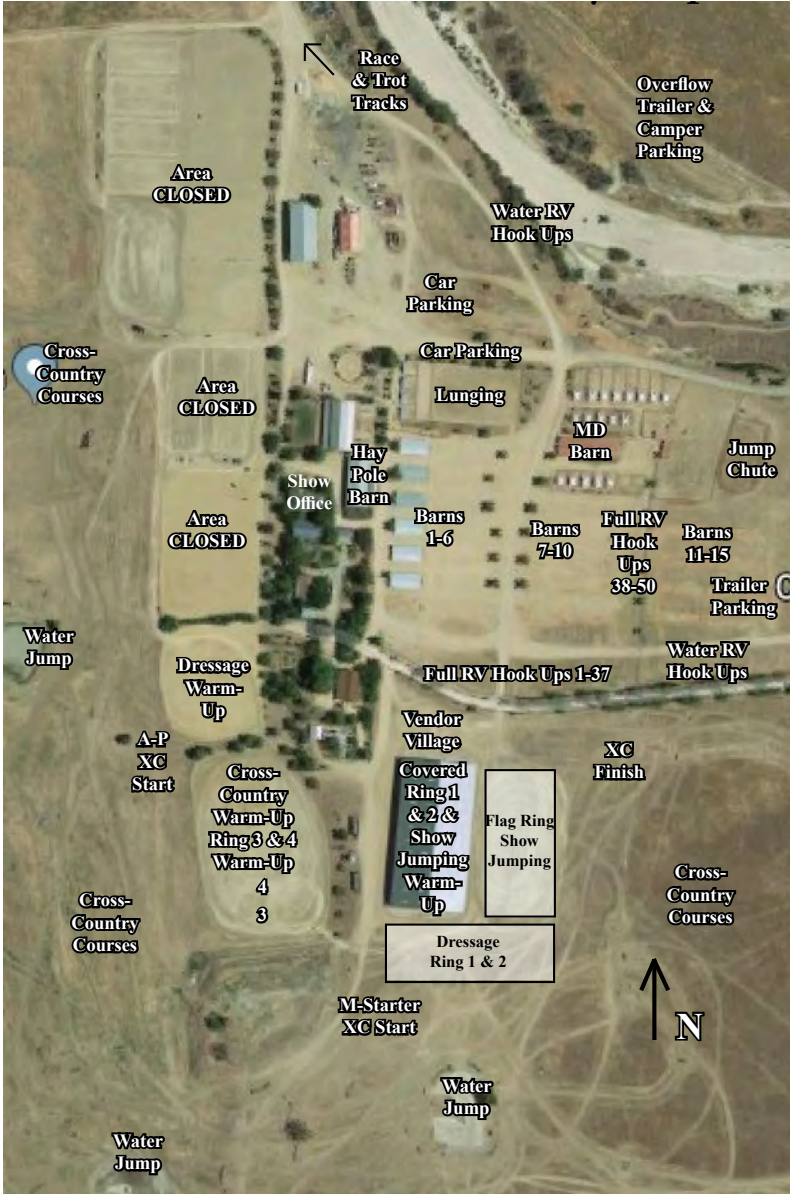 Race
& Trot
Tracks
Overflow
Trailer &
Camper
Parking
Area
CLOSED
Water RV
Hook Ups
Car
Parking
Cross-
Country
Courses
Car Parking
Area
CLOSED
Lunging
MD
Barn
Jump
Chute
Hay
Pole
Barn
Show
Office
Area
CLOSED
Barns
1-6
Barns
7-10
Full RV
Hook
Ups
38-50
Barns
11-15
Trailer
Parking
Water
Jump
Dressage
Warm-
Up
Full RV Hook Ups 1-37
Water RV
Hook Ups
A-P
XC
Start
Vendor
Village
XC
Finish
Cross-
Country
Warm-Up
Ring 3 & 4
Warm-Up
4
3
Covered
Ring 1
& 2 &
Show
Jumping
Warm-
Up
Flag Ring
Show
Jumping
Cross-
Country
Courses
Cross-
Country
Courses
Dressage
Ring 1 & 2
M-Starter
XC Start
N
Water
Jump
Water
Jump